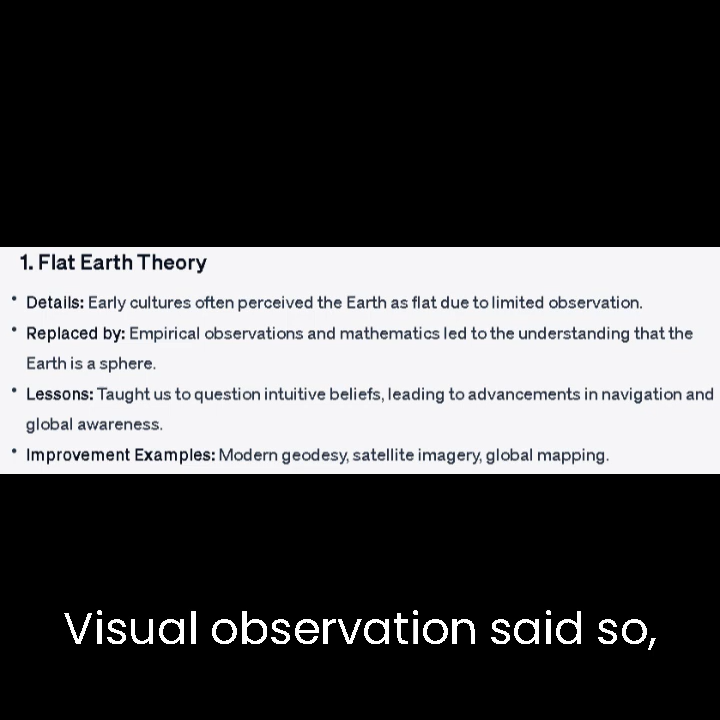 1. Flat Earth Theory
• Details: Early cultures often perceived the Earth as flat due to limited observation.
• Replaced by: Empirical observations and mathematics led to the understanding that the
Earth is a sphere.
• Lessons: Taught us to question intuitive beliefs, leading to advancements in navigation and
global awareness.
• Improvement Examples: Modern geodesy, satellite imagery, global mapping.
Visual observation said so,